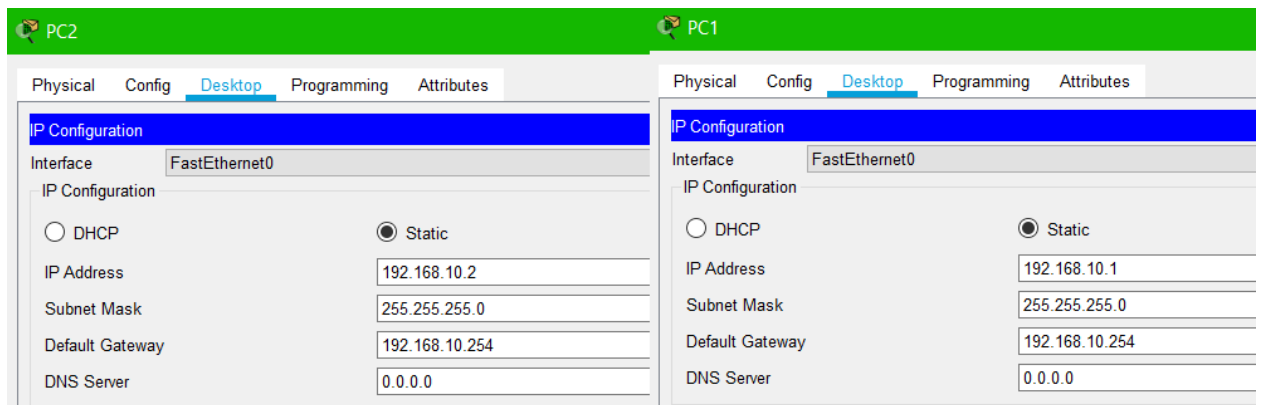 PC2
Physical Config Desktop Programming Attributes
IP Configuration
Interface FastEthernet0
IP Configuration
DHCP Static
IP Address 192.168.10.2
Subnet Mask 255.255.255.0
Default Gateway 192.168.10.254
DNS Server 0.0.0.0
PC1
Physical Config Desktop Programming Attributes
IP Configuration
Interface FastEthernet0
IP Configuration
DHCP Static
IP Address 192.168.10.1
Subnet Mask 255.255.255.0
Default Gateway 192.168.10.254
DNS Server 0.0.0.0